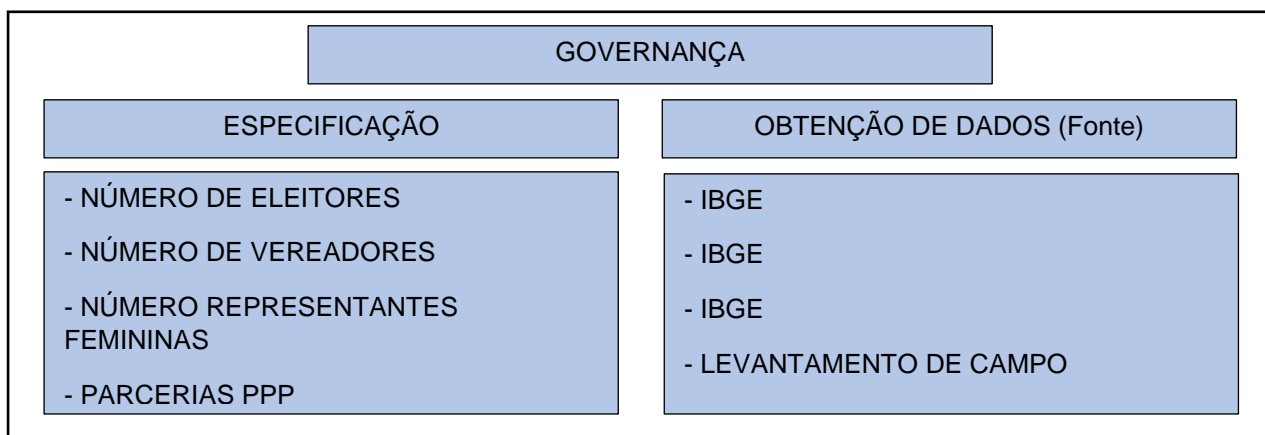 GOVERNANÇA
ESPECIFICAÇÃO
- NÚMERO DE ELEITORES
- NÚMERO DE VEREADORES
- NÚMERO REPRESENTANTES
FEMININAS
- PARCERIAS PPP
OBTENÇÃO DE DADOS (Fonte)
- IBGE
- IBGE
- IBGE
- LEVANTAMENTO DE CAMPO